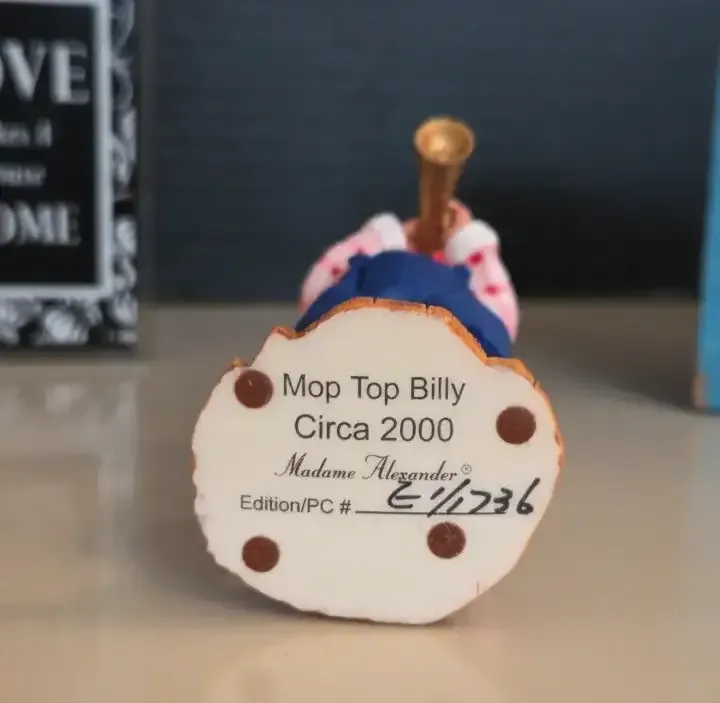 OVE
OME
Mop Top Billy
Circa 2000
Madame Alexander®
Edition/PC # E1/1736